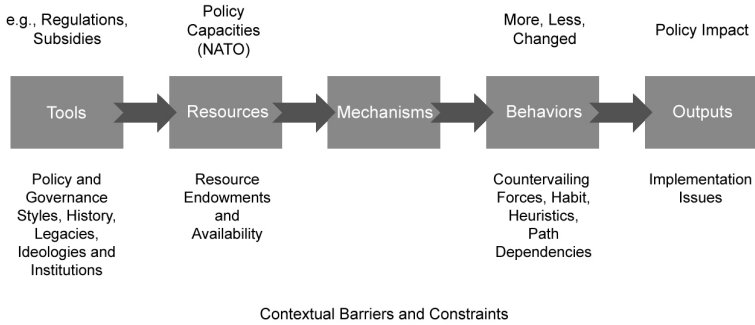 e.g., Regulations,
Subsidies
Policy
Capacities
(NATO)
More, Less,
Changed
Policy Impact
Tools
Resources
Mechanisms
Behaviors
Outputs
Policy and
Governance
Styles, History,
Legacies,
Ideologies and
Institutions
Resource
Endowments
and
Availability
Countervailing
Forces, Habit,
Heuristics,
Path
Dependencies
Implementation
Issues
Contextual Barriers and Constraints